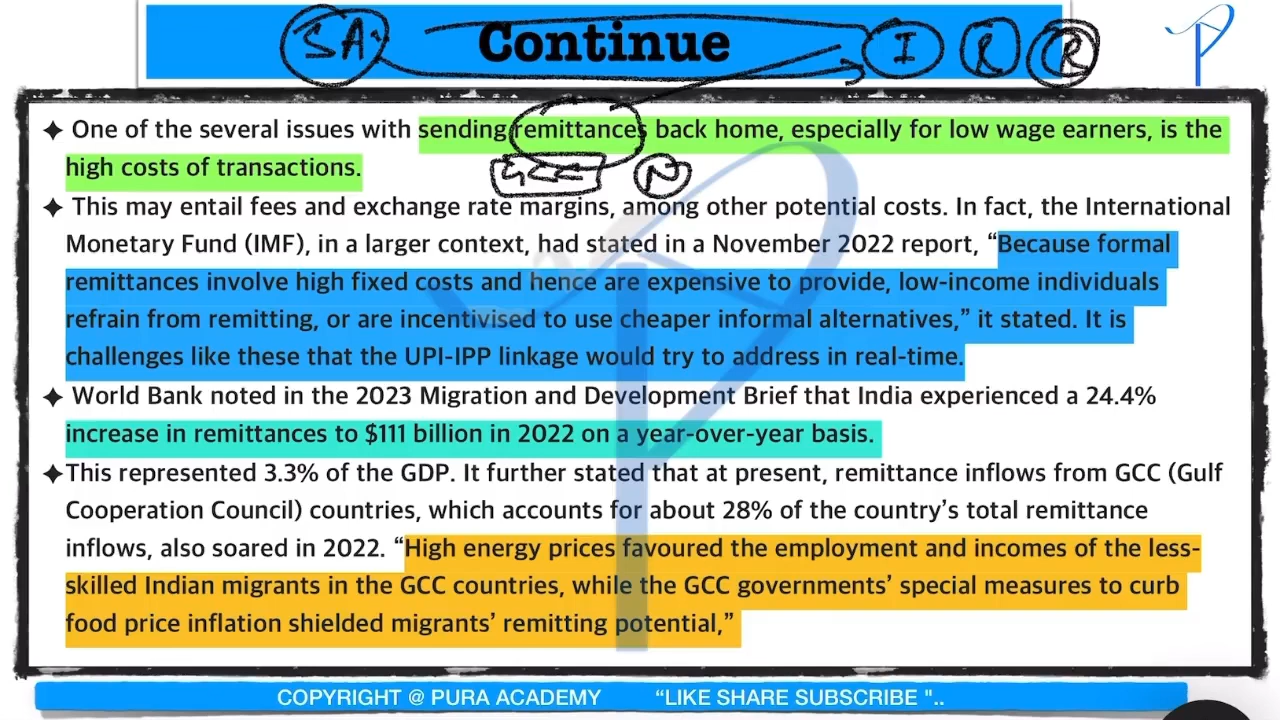 SA Continue I R R
✦ One of the several issues with sending remittances back home, especially for low wage earners, is the
high costs of transactions. GCC N
✦ This may entail fees and exchange rate margins, among other potential costs. In fact, the International
Monetary Fund (IMF), in a larger context, had stated in a November 2022 report, “Because formal
remittances involve high fixed costs and hence are expensive to provide, low-income individuals
refrain from remitting, or are incentivised to use cheaper informal alternatives,” it stated. It is
challenges like these that the UPI-IPP linkage would try to address in real-time.
✦ World Bank noted in the 2023 Migration and Development Brief that India experienced a 24.4%
increase in remittances to $111 billion in 2022 on a year-over-year basis.
✦ This represented 3.3% of the GDP. It further stated that at present, remittance inflows from GCC (Gulf
Cooperation Council) countries, which accounts for about 28% of the country’s total remittance
inflows, also soared in 2022. “High energy prices favoured the employment and incomes of the less-
skilled Indian migrants in the GCC countries, while the GCC governments’ special measures to curb
food price inflation shielded migrants’ remitting potential,”
COPYRIGHT @ PURA ACADEMY “LIKE SHARE SUBSCRIBE "..